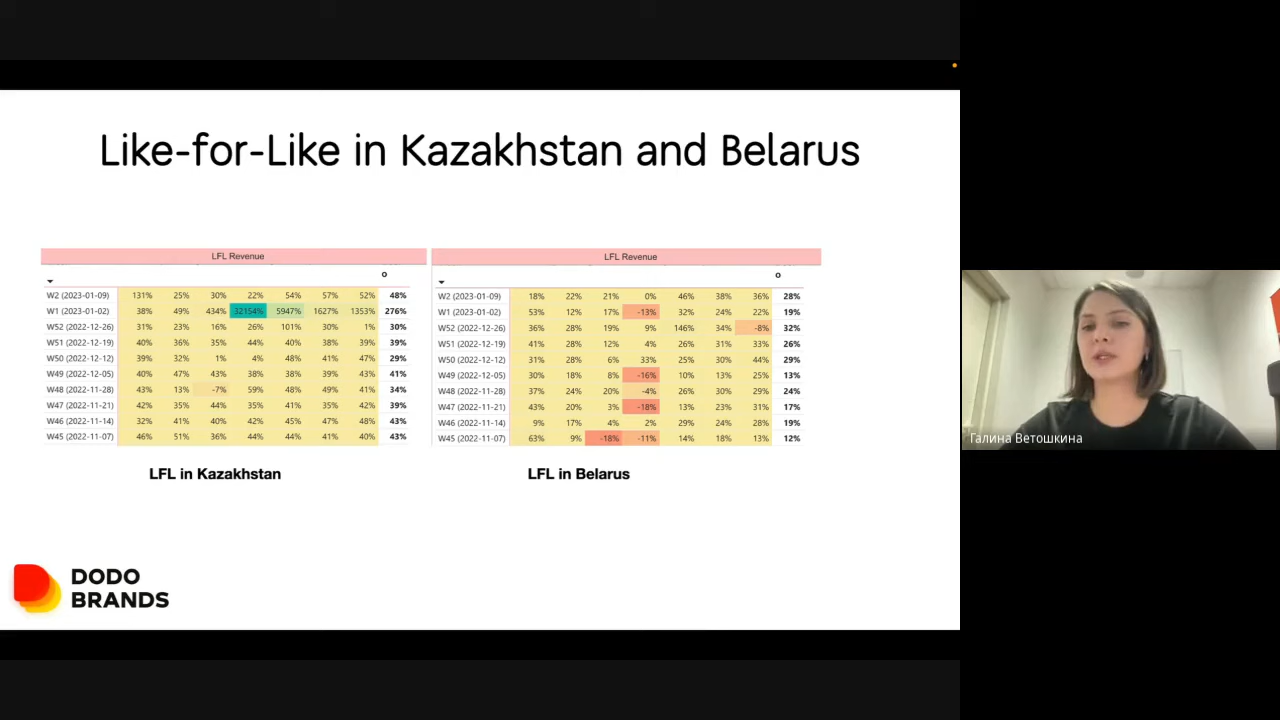 Like-for-Like in Kazakhstan and Belarus
LFL Revenue
o
W2 (2023-01-09) 131% 25% 30% 22% 54% 57% 52% 48%
W1 (2023-01-02) 38% 49% 434% 32154% 5947% 1627% 1353% 276%
W52 (2022-12-26) 31% 23% 16% 26% 101% 30% 1% 30%
W51 (2022-12-19) 40% 36% 35% 44% 40% 38% 39% 39%
W50 (2022-12-12) 39% 32% 1% 4% 48% 41% 47% 29%
W49 (2022-12-05) 40% 47% 43% 38% 38% 39% 43% 41%
W48 (2022-11-28) 43% 13% -7% 59% 48% 49% 41% 34%
W47 (2022-11-21) 42% 35% 44% 35% 41% 35% 42% 39%
W46 (2022-11-14) 32% 41% 40% 42% 45% 47% 48% 43%
W45 (2022-11-07) 46% 51% 36% 44% 44% 41% 40% 43%
LFL in Kazakhstan
LFL Revenue
o
W2 (2023-01-09) 18% 22% 21% 0% 46% 38% 36% 28%
W1 (2023-01-02) 53% 12% 17% -13% 32% 24% 22% 19%
W52 (2022-12-26) 36% 28% 19% 9% 146% 34% -8% 32%
W51 (2022-12-19) 41% 28% 12% 4% 26% 31% 33% 26%
W50 (2022-12-12) 31% 28% 6% 33% 25% 30% 44% 29%
W49 (2022-12-05) 30% 18% 8% -16% 10% 13% 25% 13%
W48 (2022-11-28) 37% 24% 20% -4% 26% 30% 29% 24%
W47 (2022-11-21) 43% 20% 3% -18% 13% 23% 31% 17%
W46 (2022-11-14) 9% 17% 4% 2% 29% 24% 28% 19%
W45 (2022-11-07) 63% 9% -18% -11% 14% 18% 13% 12%
LFL in Belarus
DODO
BRANDS
Галина Ветошкина